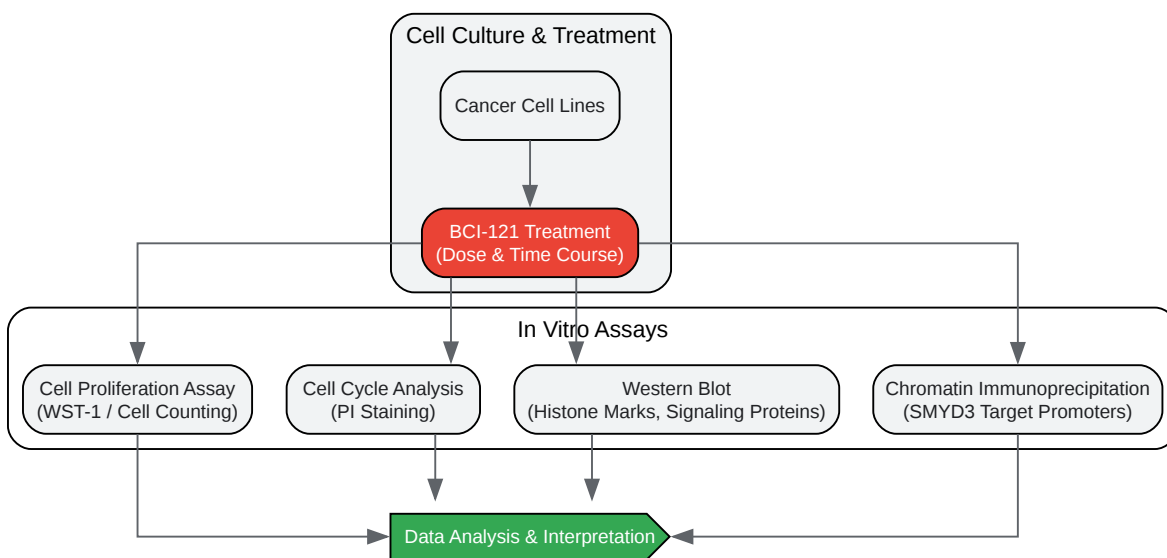 Cell Culture & Treatment
Cancer Cell Lines
BCI-121 Treatment
(Dose & Time Course)
In Vitro Assays
Cell Proliferation Assay
(WST-1 / Cell Counting)
Cell Cycle Analysis
(PI Staining)
Western Blot
(Histone Marks, Signaling Proteins)
Chromatin Immunoprecipitation
(SMYD3 Target Promoters)
Data Analysis & Interpretation